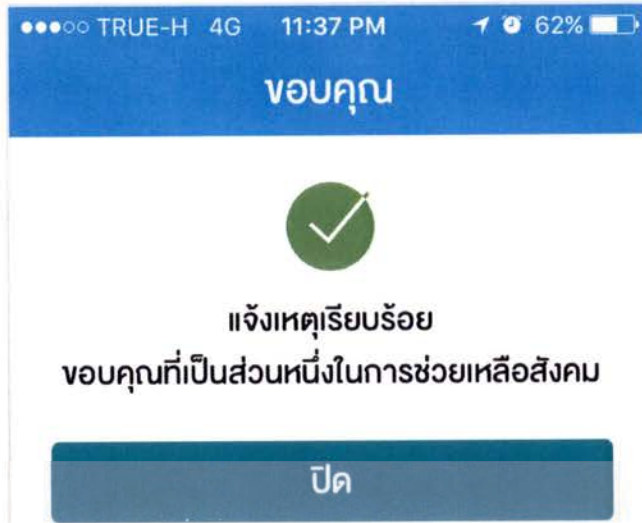 ●●●○○ TRUE-H 4G 11:37 PM 62%
ขอบคุณ
แจ้งเหตุเรียบร้อย
ขอบคุณที่เป็นส่วนหนึ่งในการช่วยเหลือสังคม
ปิด